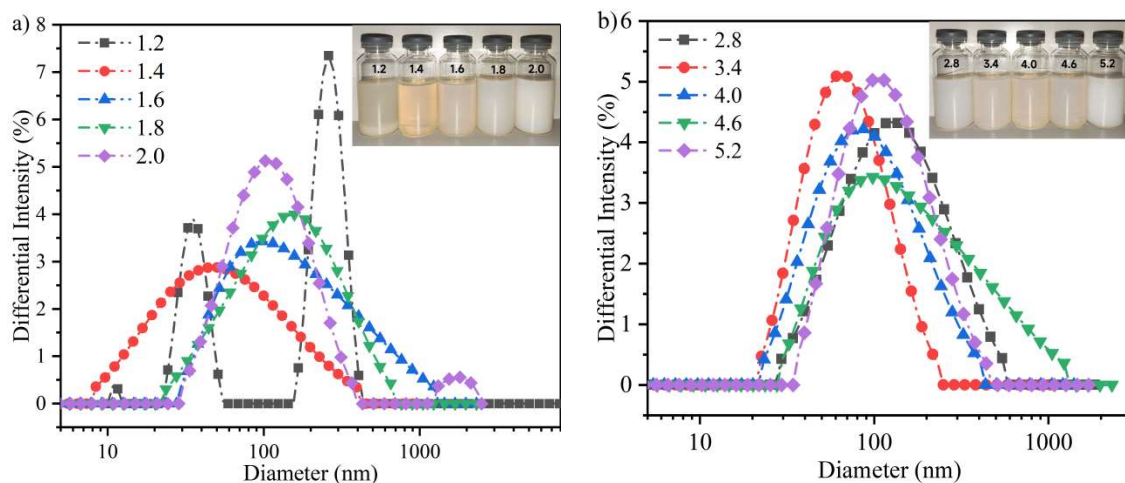 a)
8
7
6
5
4
3
2
1
0
Differential Intensity (%)
1.2
1.4
1.6
1.8
2.0
1.2 1.4 1.6 1.8 2.0
10 100 1000
Diameter (nm)
b)
6
5
4
3
2
1
0
Differential Intensity (%)
2.8
3.4
4.0
4.6
5.2
2.8 3.4 4.0 4.6 5.2
10 100 1000
Diameter (nm)